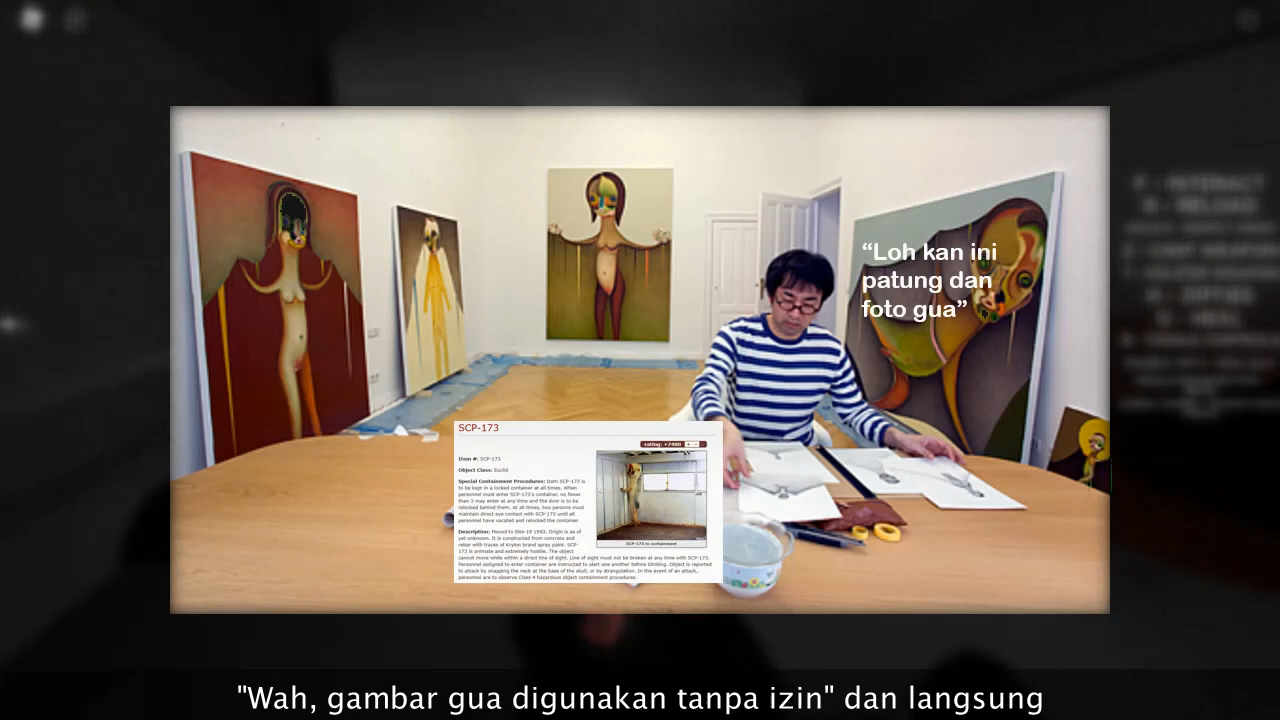 “Loh kan ini
patung dan
foto gua”
SCP-173
rating: +7480
Item #: SCP-173
Object Class: Euclid
Special Containment Procedures: Item SCP-173 is
to be kept in a locked container at all times. When
personnel must enter SCP-173's container, no fewer
than 3 may enter at any time and the door is to be
relocked behind them. At all times, two persons must
maintain direct eye contact with SCP-173 until all
personnel have vacated and relocked the container.
Description: Moved to Site-19 1993. Origin is as of
yet unknown. It is constructed from concrete and
rebar with traces of Krylon brand spray paint. SCP-
173 is animate and extremely hostile. The object
cannot move while within a direct line of sight. Line of sight must not be broken at any time with SCP-173.
Personnel assigned to enter container are instructed to alert one another before blinking. Object is reported
to attack by snapping the neck at the base of the skull, or by strangulation. In the event of an attack,
personnel are to observe Class 4 hazardous object containment procedures.
SCP-173 in containment
"Wah, gambar gua digunakan tanpa izin" dan langsung